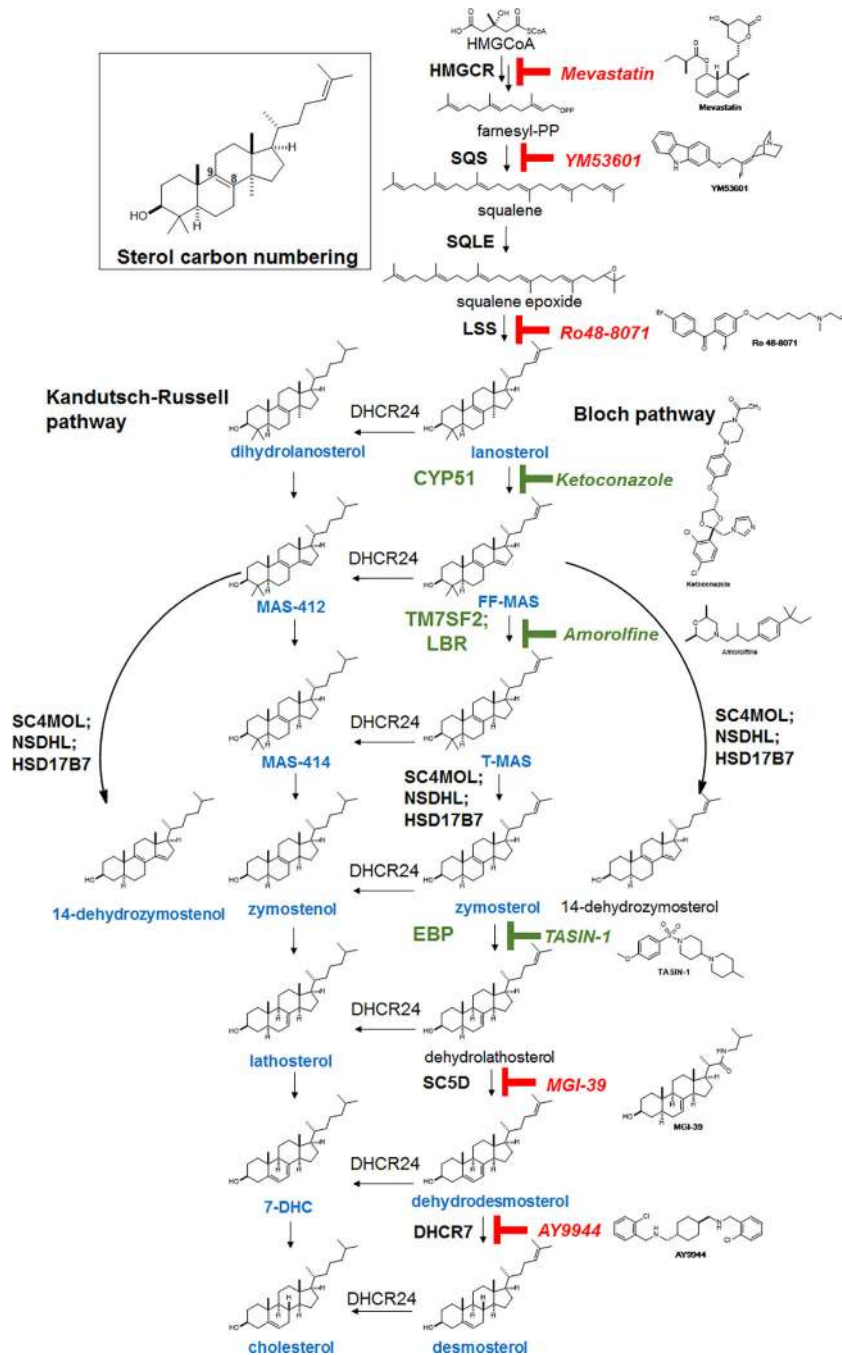 HMGCoA
HMGCR
Mevastatin
Mevastatin
OPP
farnesyl-PP
SQS
YM53601
YM53601
squalene
9
8
HO
H
H
Sterol carbon numbering
SQLE
squalene epoxide
LSS
Ro48-8071
Ro 48-8071
Kandutsch-Russell
pathway
DHCR24
Bloch pathway
dihydrolanosterol
lanosterol
CYP51
Ketoconazole
Ketoconazole
DHCR24
MAS-412
FF-MAS
TM7SF2;
LBR
Amorolfine
Amorolfine
SC4MOL;
NSDHL;
HSD17B7
DHCR24
SC4MOL;
NSDHL;
HSD17B7
MAS-414
T-MAS
SC4MOL;
NSDHL;
HSD17B7
DHCR24
14-dehydrozymostenol
zymostenol
zymosterol
14-dehydrozymosterol
EBP
TASIN-1
TASIN-1
DHCR24
lathosterol
dehydrolathosterol
SC5D
MGI-39
MGI-39
DHCR24
7-DHC
dehydrodesmosterol
DHCR7
AY9944
AY9944
DHCR24
cholesterol
desmosterol